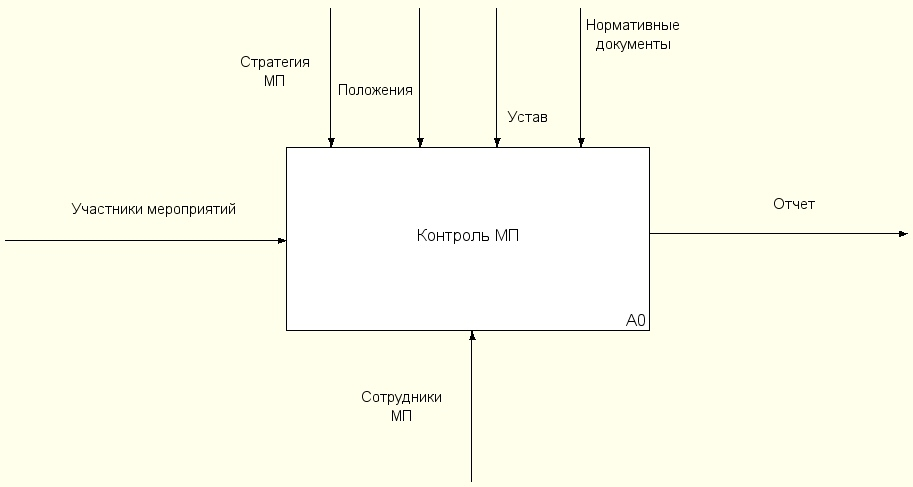 Нормативные
документы
Стратегия
МП
Положения
Устав
Участники мероприятий
Отчет
Контроль МП
A0
Сотрудники
МП